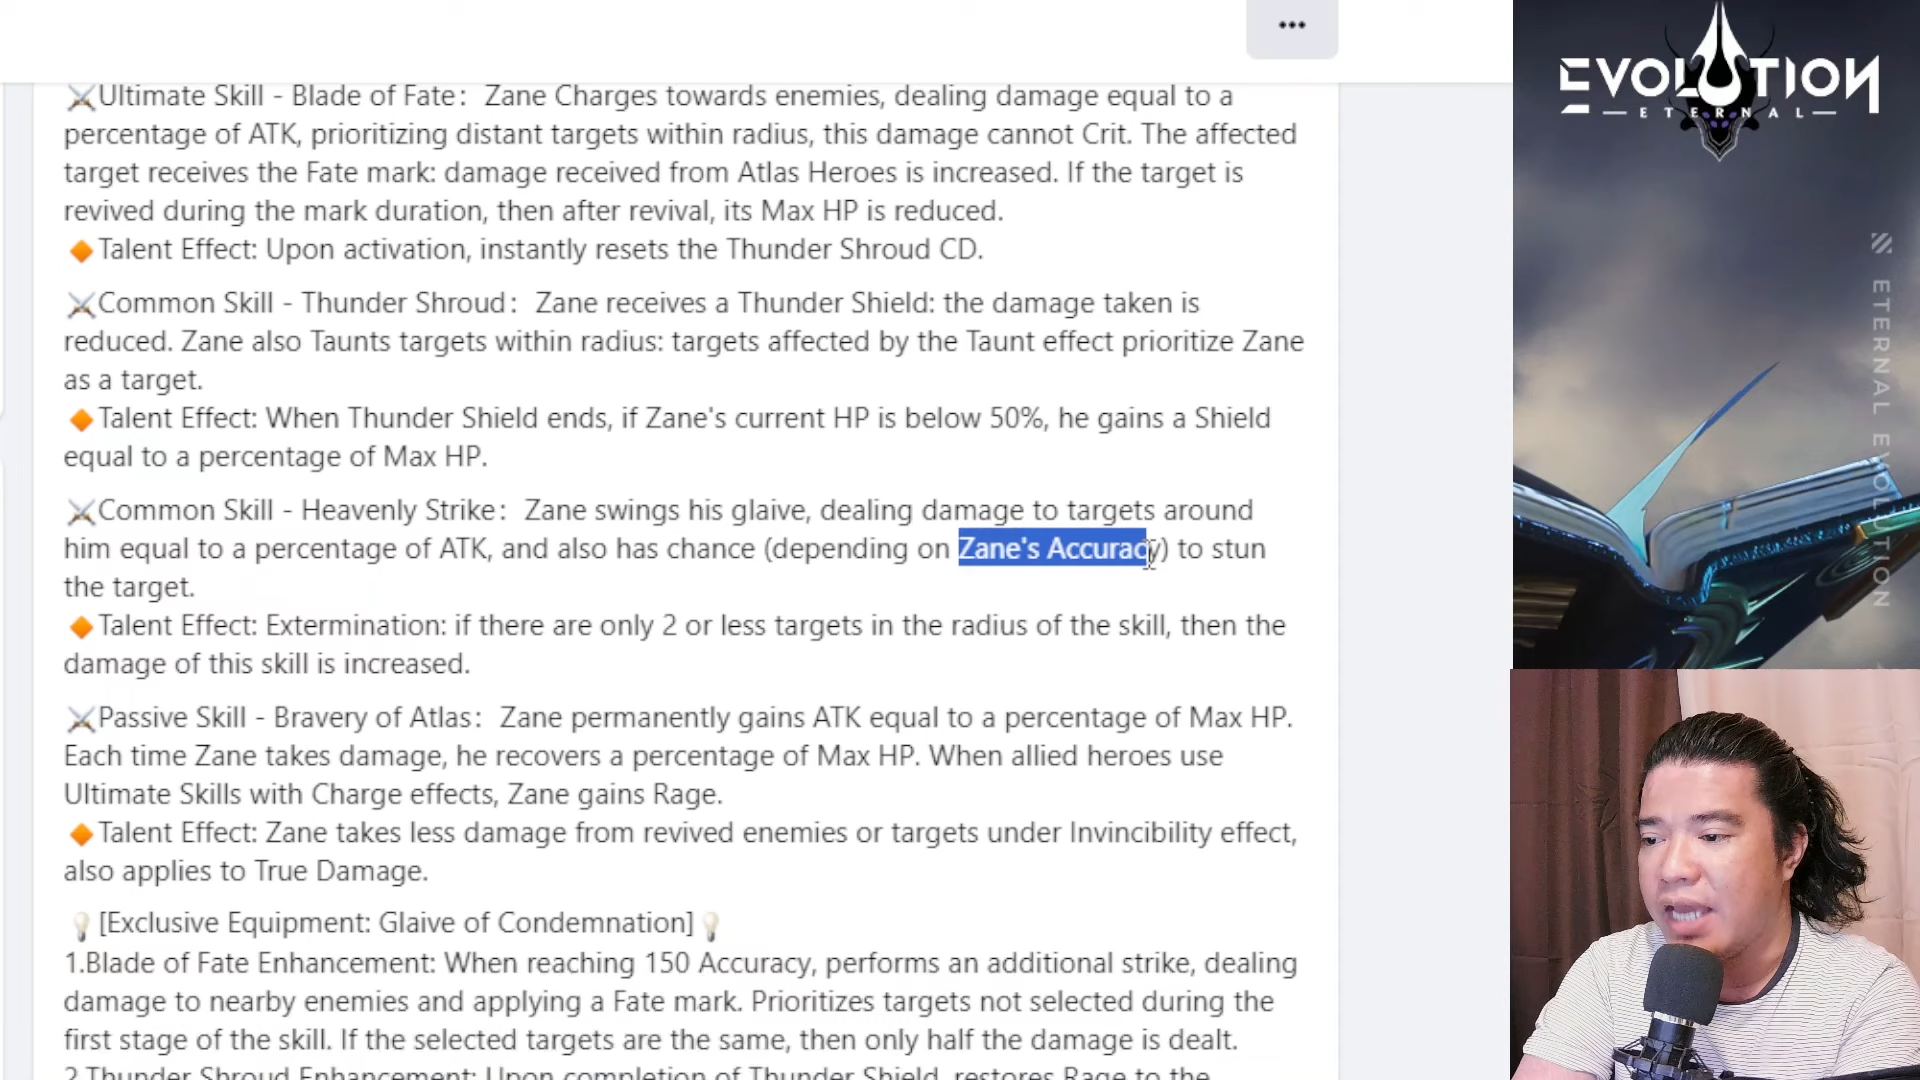 •••
⚔Ultimate Skill - Blade of Fate： Zane Charges towards enemies, dealing damage equal to a
percentage of ATK, prioritizing distant targets within radius, this damage cannot Crit. The affected
target receives the Fate mark: damage received from Atlas Heroes is increased. If the target is
revived during the mark duration, then after revival, its Max HP is reduced.
🔶Talent Effect: Upon activation, instantly resets the Thunder Shroud CD.
⚔Common Skill - Thunder Shroud： Zane receives a Thunder Shield: the damage taken is
reduced. Zane also Taunts targets within radius: targets affected by the Taunt effect prioritize Zane
as a target.
🔶Talent Effect: When Thunder Shield ends, if Zane's current HP is below 50%, he gains a Shield
equal to a percentage of Max HP.
⚔Common Skill - Heavenly Strike： Zane swings his glaive, dealing damage to targets around
him equal to a percentage of ATK, and also has chance (depending on Zane's Accuracy) to stun
the target.
🔶Talent Effect: Extermination: if there are only 2 or less targets in the radius of the skill, then the
damage of this skill is increased.
⚔Passive Skill - Bravery of Atlas： Zane permanently gains ATK equal to a percentage of Max HP.
Each time Zane takes damage, he recovers a percentage of Max HP. When allied heroes use
Ultimate Skills with Charge effects, Zane gains Rage.
🔶Talent Effect: Zane takes less damage from revived enemies or targets under Invincibility effect,
also applies to True Damage.
💡[Exclusive Equipment: Glaive of Condemnation]💡
1.Blade of Fate Enhancement: When reaching 150 Accuracy, performs an additional strike, dealing
damage to nearby enemies and applying a Fate mark. Prioritizes targets not selected during the
first stage of the skill. If the selected targets are the same, then only half the damage is dealt.
2.Thunder Shroud Enhancement: Upon completion of Thunder Shield, restores Rage to the
EVOLUTION
ETERNAL
ETERNAL EVOLUTION